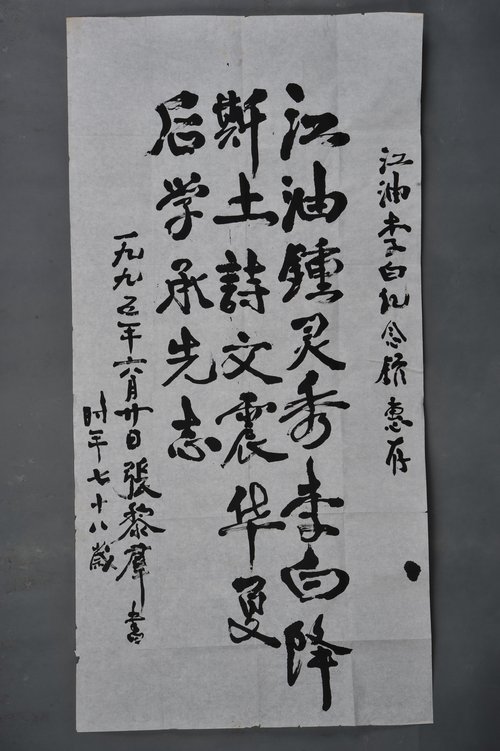 江油李白纪念馆惠存
江油鍾灵秀李白降
斯土詩文震华夏
后学承先志
一九九五年六月廿日張黎羣書
时年七十八歲